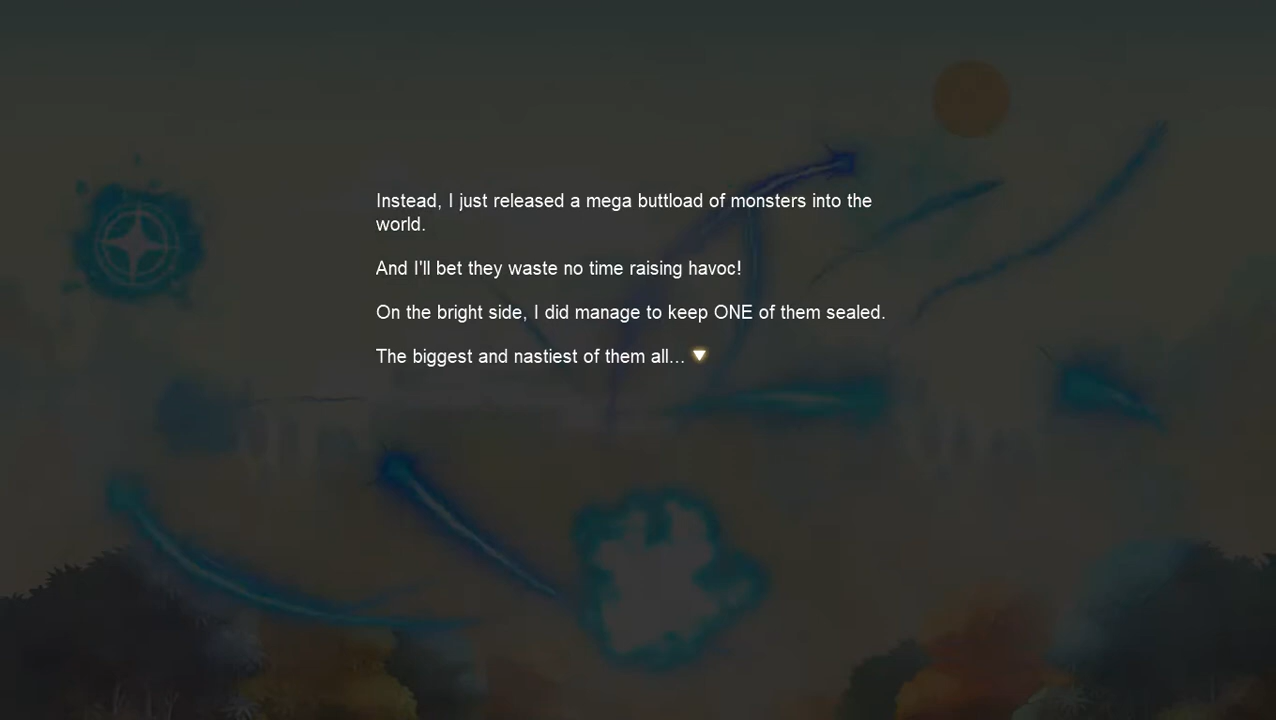 Instead, I just released a mega buttload of monsters into the
world.
And I'll bet they waste no time raising havoc!
On the bright side, I did manage to keep ONE of them sealed.
The biggest and nastiest of them all...